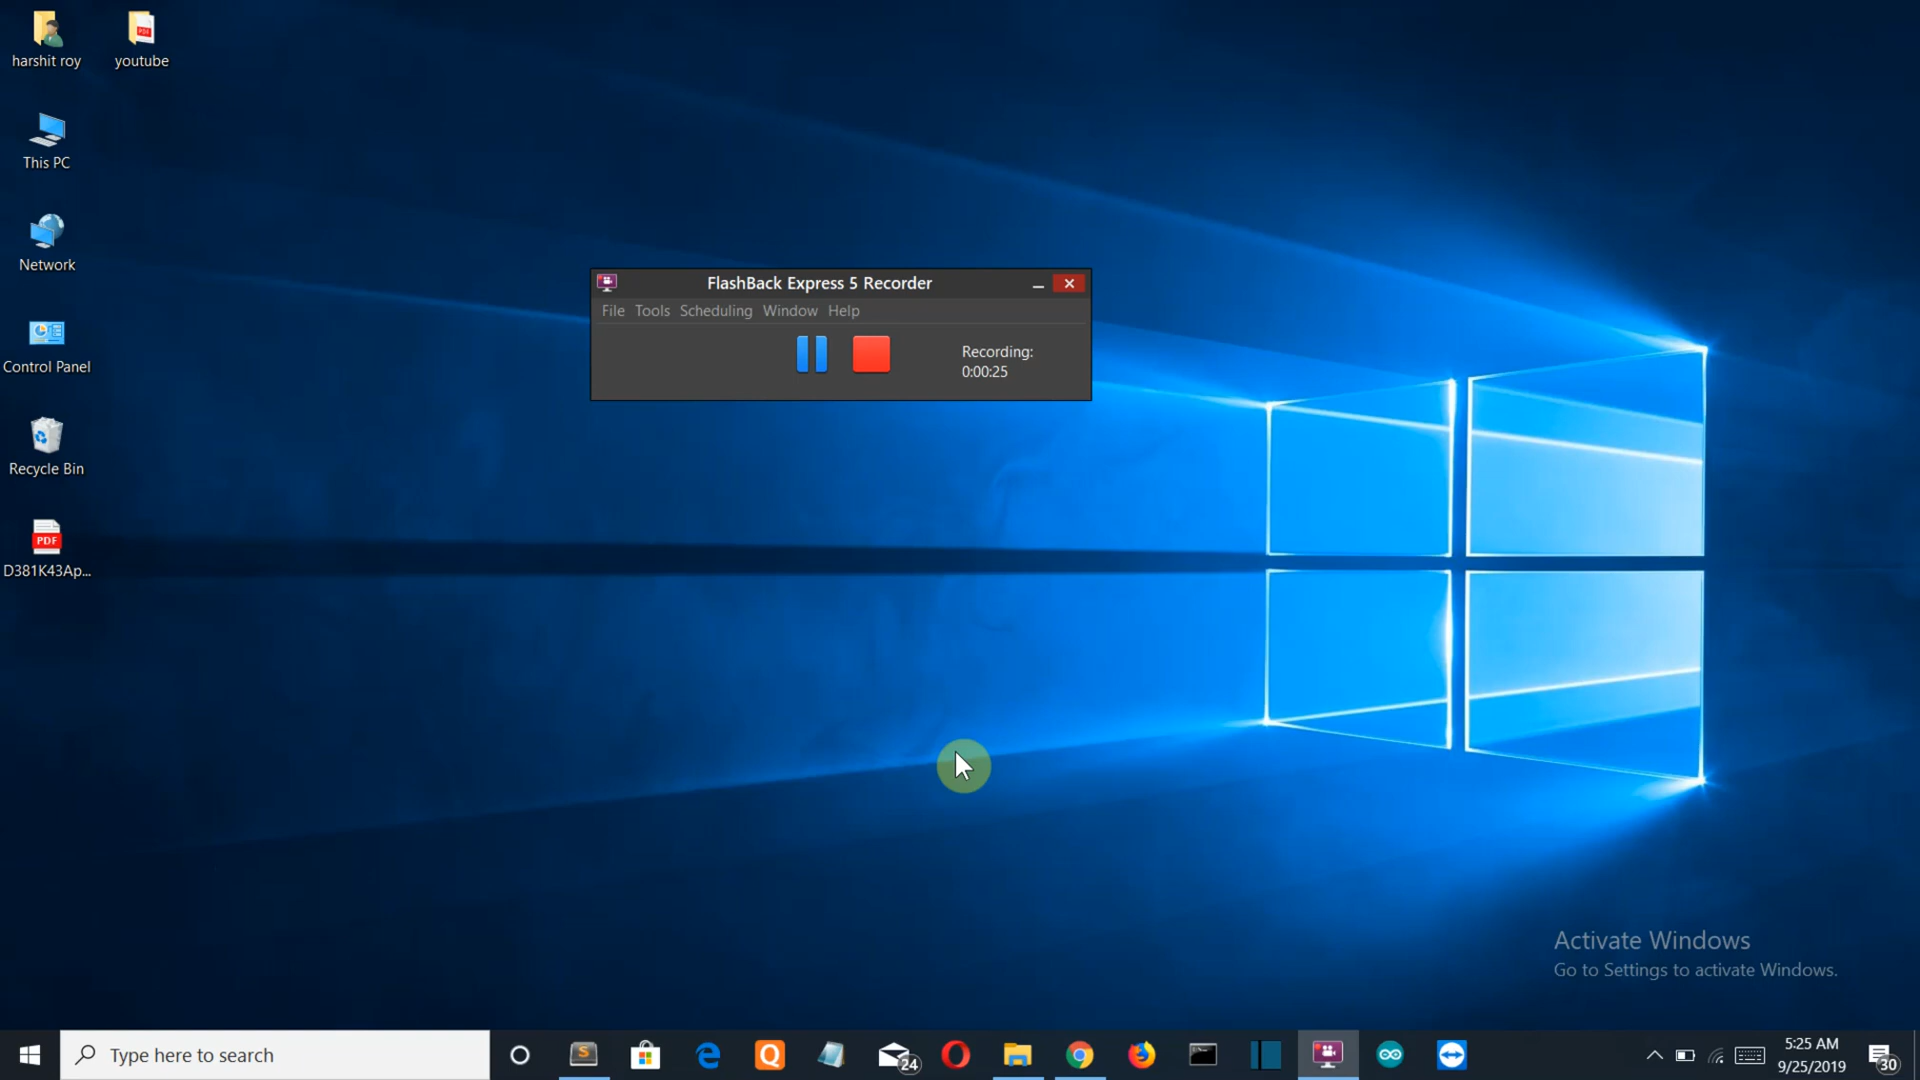 harshit roy
youtube
This PC
Network
Control Panel
Recycle Bin
PDF
D381K43Ap...
FlashBack Express 5 Recorder
File Tools Scheduling Window Help
Recording:
0:00:25
Activate Windows
Go to Settings to activate Windows.
Type here to search
24
5:25 AM
9/25/2019
30